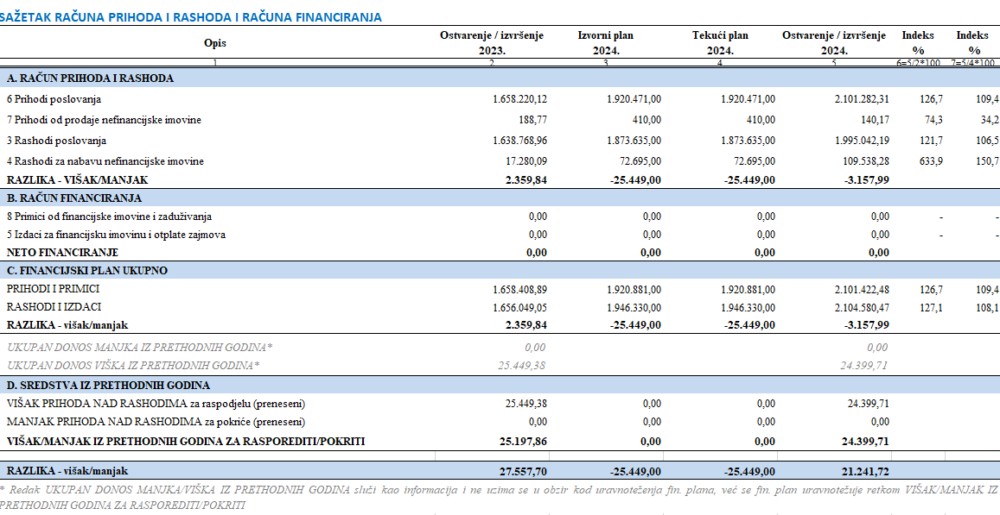 SAŽETAK RAČUNA PRIHODA I RASHODA I RAČUNA FINANCIRANJA
Opis Ostvarenje / izvršenje 2023. Izvorni plan 2024. Tekući plan 2024. Ostvarenje / izvršenje 2024. Indeks % Indeks %
1 2 3 4 5 6=5/2*100 7=5/4*100
A. RAČUN PRIHODA I RASHODA
6 Prihodi poslovanja 1.658.220,12 1.920.471,00 1.920.471,00 2.101.282,31 126,7 109,4
7 Prihodi od prodaje nefinancijske imovine 188,77 410,00 410,00 140,17 74,3 34,2
3 Rashodi poslovanja 1.638.768,96 1.873.635,00 1.873.635,00 1.995.042,19 121,7 106,5
4 Rashodi za nabavu nefinancijske imovine 17.280,09 72.695,00 72.695,00 109.538,28 633,9 150,7
RAZLIKA - VIŠAK/MANJAK 2.359,84 -25.449,00 -25.449,00 -3.157,99
B. RAČUN FINANCIRANJA
8 Primici od financijske imovine i zaduživanja 0,00 0,00 0,00 0,00 - -
5 Izdaci za financijsku imovinu i otplate zajmova 0,00 0,00 0,00 0,00 - -
NETO FINANCIRANJE 0,00 0,00 0,00 0,00
C. FINANCIJSKI PLAN UKUPNO
PRIHODI I PRIMICI 1.658.408,89 1.920.881,00 1.920.881,00 2.101.422,48 126,7 109,4
RASHODI I IZDACI 1.656.049,05 1.946.330,00 1.946.330,00 2.104.580,47 127,1 108,1
RAZLIKA - višak/manjak 2.359,84 -25.449,00 -25.449,00 -3.157,99
UKUPAN DONOS MANJKA IZ PRETHODNIH GODINA* 0,00 0,00
UKUPAN DONOS VIŠKA IZ PRETHODNIH GODINA* 25.449,38 24.399,71
D. SREDSTVA IZ PRETHODNIH GODINA
VIŠAK PRIHODA NAD RASHODIMA za raspodjelu (preneseni) 25.449,38 0,00 0,00 24.399,71
MANJAK PRIHODA NAD RASHODIMA za pokriće (preneseni) 0,00 0,00 0,00 0,00
VIŠAK/MANJAK IZ PRETHODNIH GODINA ZA RASPOREDITI/POKRITI 25.197,86 0,00 0,00 24.399,71
RAZLIKA - višak/manjak 27.557,70 -25.449,00 -25.449,00 21.241,72
* Redak UKUPAN DONOS MANJKA/VIŠKA IZ PRETHODNIH GODINA služi kao informacija i ne uzima se u obzir kod uravnoteženja fin. plana, već se fin. plan uravnotežuje retkom VIŠAK/MANJAK IZ
PRETHODNIH GODINA ZA RASPOREDITI/POKRITI